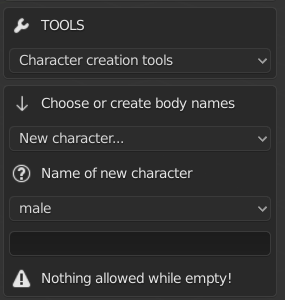 TOOLS
Character creation tools
Choose or create body names
New character...
Name of new character
male
Nothing allowed while empty!